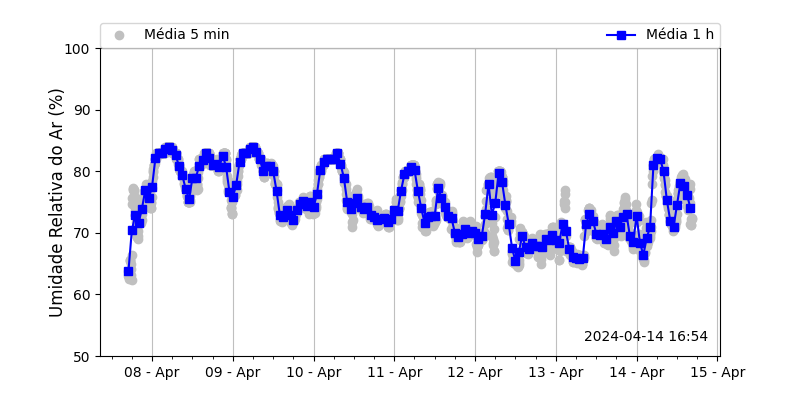 Média 5 min
Média 1 h
Umidade Relativa do Ar (%)
100
90
80
70
60
50
2024-04-14 16:54
08 - Apr
09 - Apr
10 - Apr
11 - Apr
12 - Apr
13 - Apr
14 - Apr
15 - Apr